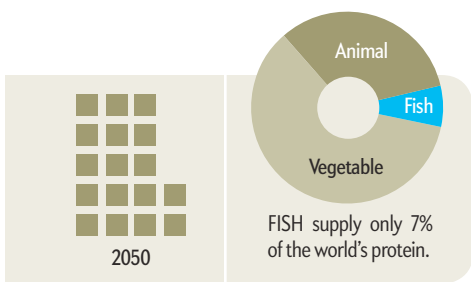 Animal
Fish
Vegetable
2050
FISH supply only 7%
of the world's protein.